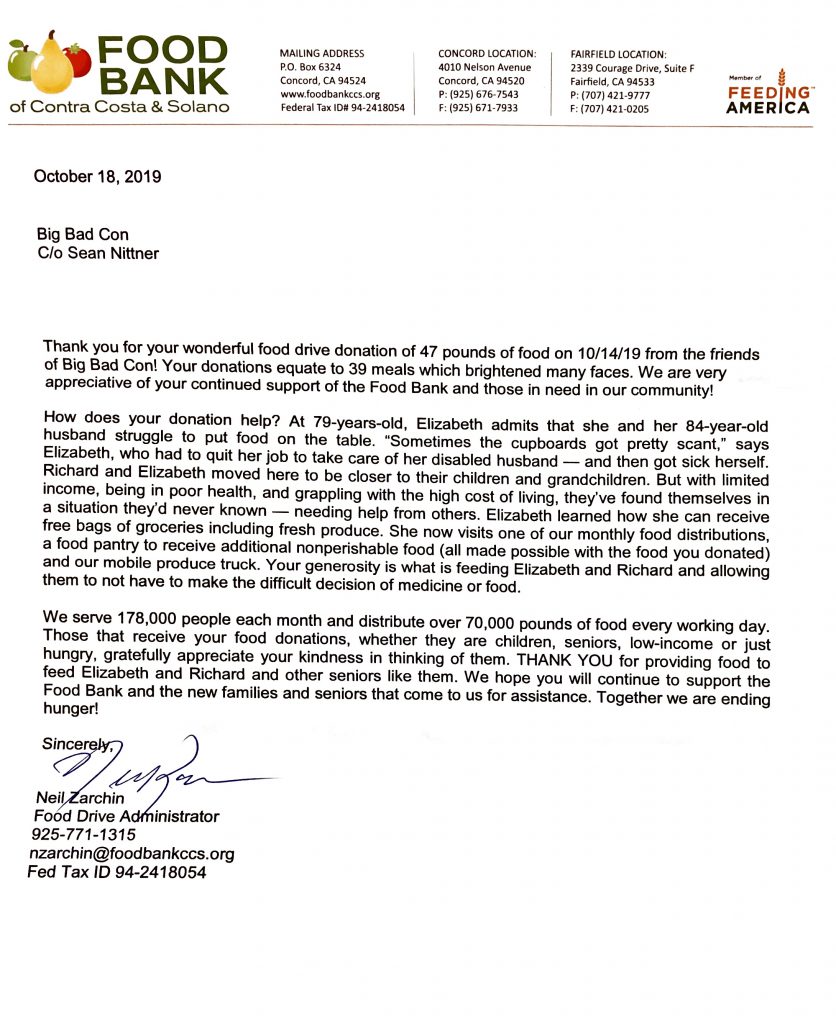 FOOD
BANK
of Contra Costa & Solano
MAILING ADDRESS
P.O. Box 6324
Concord, CA 94524
www.foodbankccs.org
Federal Tax ID# 94-2418054
CONCORD LOCATION:
4010 Nelson Avenue
Concord, CA 94520
P: (925) 676-7543
F: (925) 671-7933
FAIRFIELD LOCATION:
2339 Courage Drive, Suite F
Fairfield, CA 94533
P: (707) 421-9777
F: (707) 421-0205
Member of
FEEDING™
AMERICA
October 18, 2019
Big Bad Con
C/o Sean Nittner
Thank you for your wonderful food drive donation of 47 pounds of food on 10/14/19 from the friends
of Big Bad Con! Your donations equate to 39 meals which brightened many faces. We are very
appreciative of your continued support of the Food Bank and those in need in our community!
How does your donation help? At 79-years-old, Elizabeth admits that she and her 84-year-old
husband struggle to put food on the table. “Sometimes the cupboards got pretty scant,” says
Elizabeth, who had to quit her job to take care of her disabled husband — and then got sick herself.
Richard and Elizabeth moved here to be closer to their children and grandchildren. But with limited
income, being in poor health, and grappling with the high cost of living, they’ve found themselves in
a situation they’d never known — needing help from others. Elizabeth learned how she can receive
free bags of groceries including fresh produce. She now visits one of our monthly food distributions,
a food pantry to receive additional nonperishable food (all made possible with the food you donated)
and our mobile produce truck. Your generosity is what is feeding Elizabeth and Richard and allowing
them to not have to make the difficult decision of medicine or food.
We serve 178,000 people each month and distribute over 70,000 pounds of food every working day.
Those that receive your food donations, whether they are children, seniors, low-income or just
hungry, gratefully appreciate your kindness in thinking of them. THANK YOU for providing food to
feed Elizabeth and Richard and other seniors like them. We hope you will continue to support the
Food Bank and the new families and seniors that come to us for assistance. Together we are ending
hunger!
Sincerely,
Neil Zarchin
Food Drive Administrator
925-771-1315
nzarchin@foodbankccs.org
Fed Tax ID 94-2418054